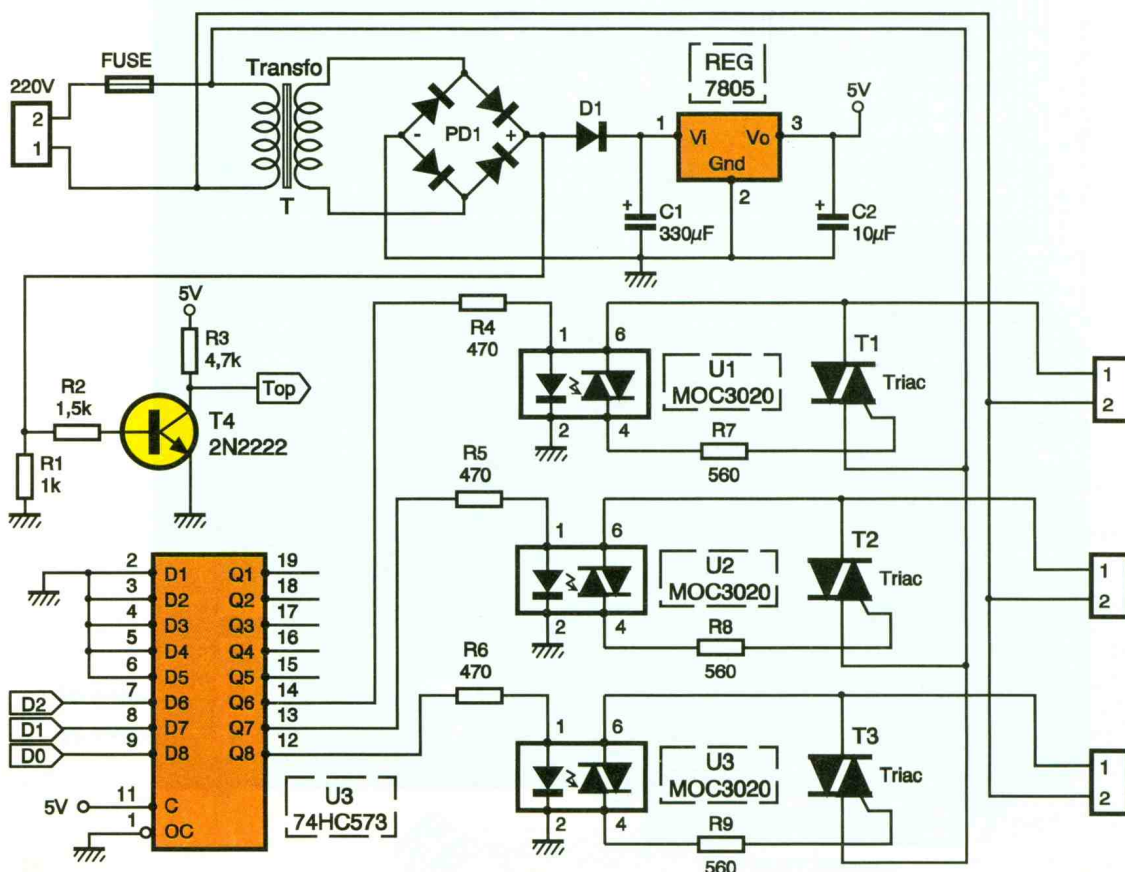 220V
FUSE
2
1
Transfo
T
PD1
-
+
D1
REG
7805
1
Vi
Vo
3
Gnd
2
5V
+
C1
330µF
+
C2
10µF
5V
R3
4,7k
Top
R2
1,5k
T4
2N2222
R1
1k
R4
470
1
6
2
4
U1
MOC3020
R7
560
T1
Triac
1
2
R5
470
1
6
2
4
U2
MOC3020
R8
560
T2
Triac
1
2
R6
470
1
6
2
4
U3
MOC3020
R9
560
T3
Triac
1
2
2 D1 Q1 19
3 D2 Q2 18
4 D3 Q3 17
5 D4 Q4 16
6 D5 Q5 15
D2 7 D6 Q6 14
D1 8 D7 Q7 13
D0 9 D8 Q8 12
5V 11 C
1 OC
U3
74HC573